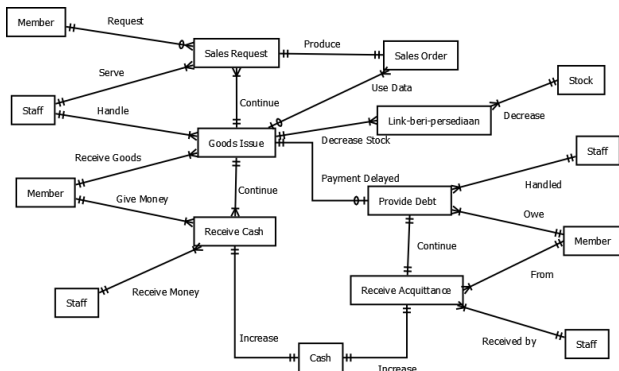 Member
Request
Sales Request
Produce
Sales Order
Serve
Use Data
Stock
Staff
Handle
Continue
Link-beri-persediaan
Decrease
Goods Issue
Decrease Stock
Receive Goods
Payment Delayed
Staff
Member
Give Money
Continue
Provide Debt
Handled
Owe
Receive Cash
Continue
Member
From
Staff
Receive Money
Receive Acquittance
Increase
Cash
Increase
Received by
Staff